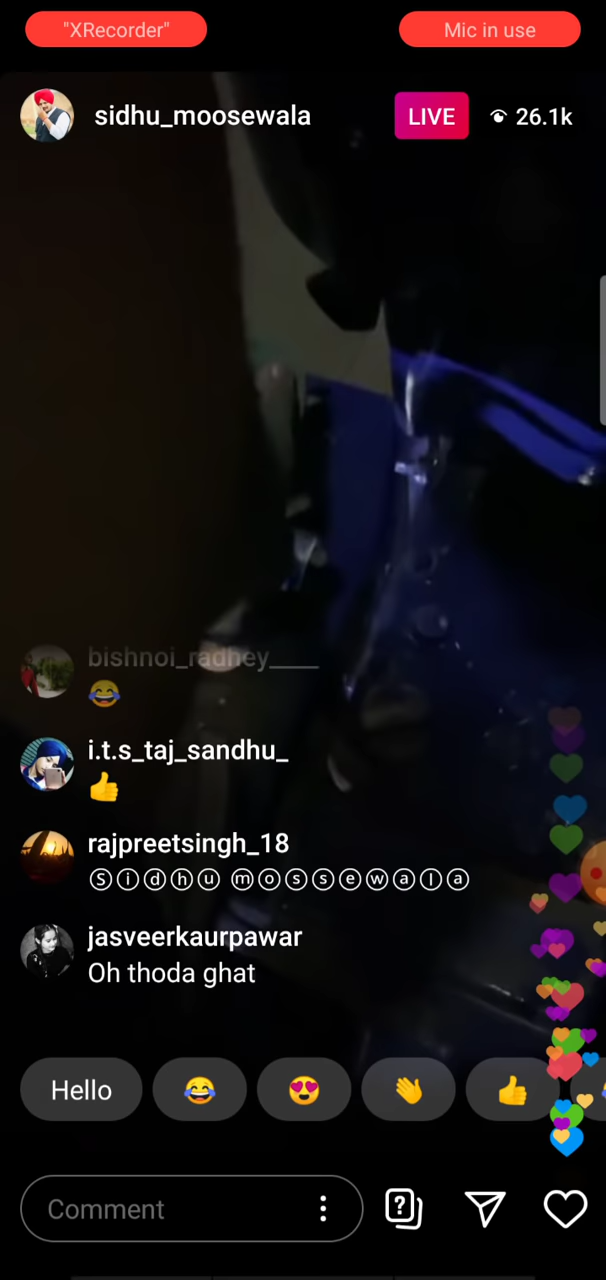 "XRecorder" Mic in use
sidhu_moosewala LIVE 26.1k
bishnoi_radhey____
😂
i.t.s_taj_sandhu_
👍
rajpreetsingh_18
Ⓢⓘⓓⓗⓤ ⓜⓞⓢⓢⓔⓦⓐⓛⓐ
jasveerkaurpawar
Oh thoda ghat
Hello 😂 😍 👋 👍
Comment